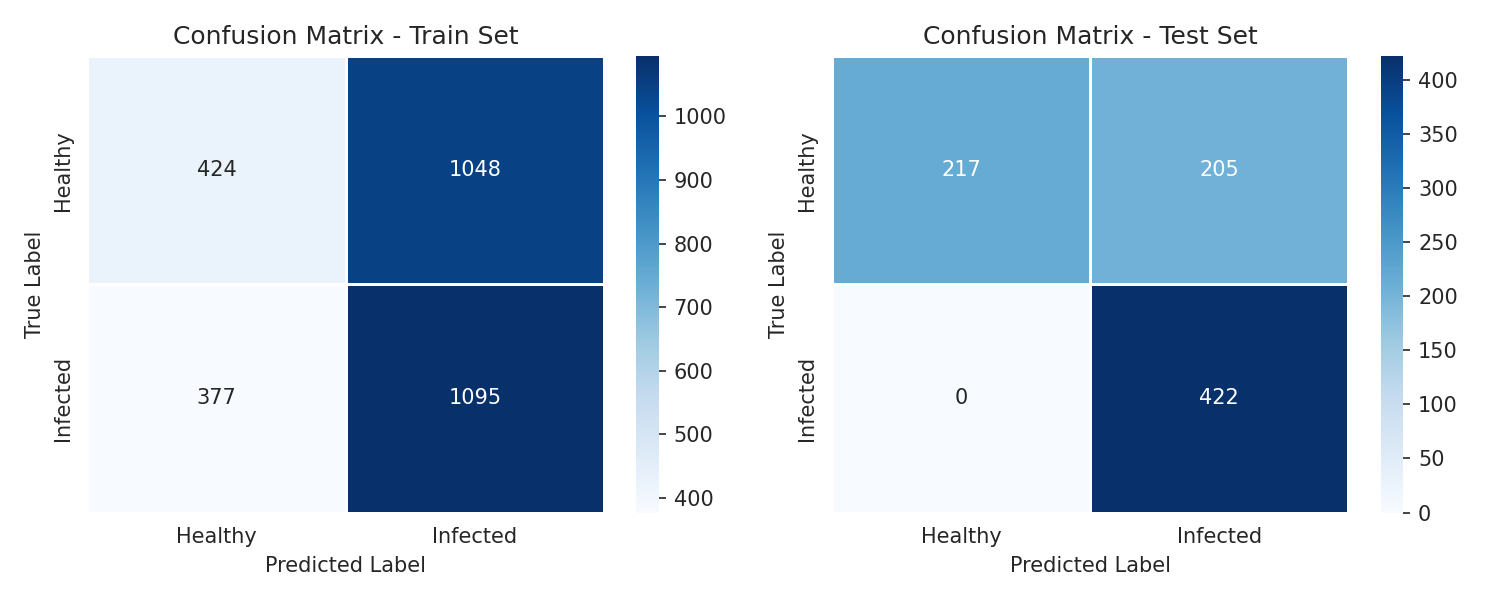 Confusion Matrix - Train Set
True Label
Healthy
Infected
424
1048
377
1095
Healthy
Infected
Predicted Label
1000
900
800
700
600
500
400
Confusion Matrix - Test Set
True Label
Healthy
Infected
217
205
0
422
Healthy
Infected
Predicted Label
400
350
300
250
200
150
100
50
0